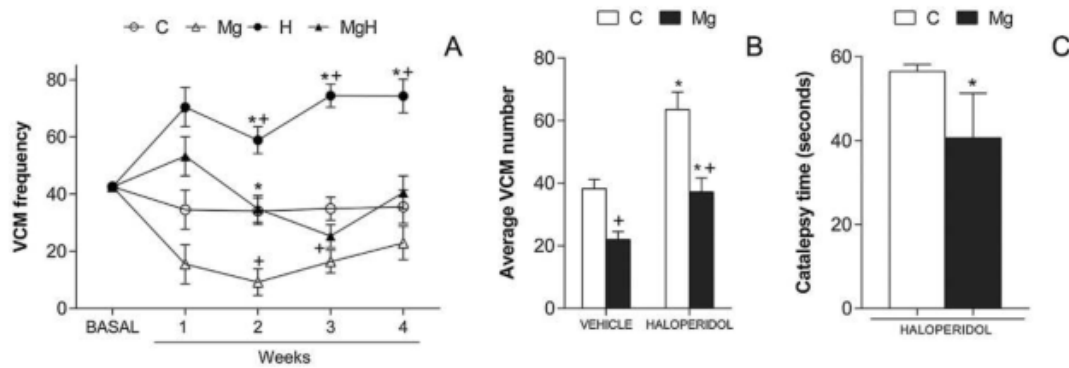 C Mg H MgH
A
VCM frequency
80
60
40
20
0
*+
*+
*+
*
+
+
BASAL 1 2 3 4
Weeks
C Mg
B
Average VCM number
80
60
40
20
0
*
*+
+
VEHICLE HALOPERIDOL
C Mg
C
Catalepsy time (seconds)
60
40
20
0
*
HALOPERIDOL